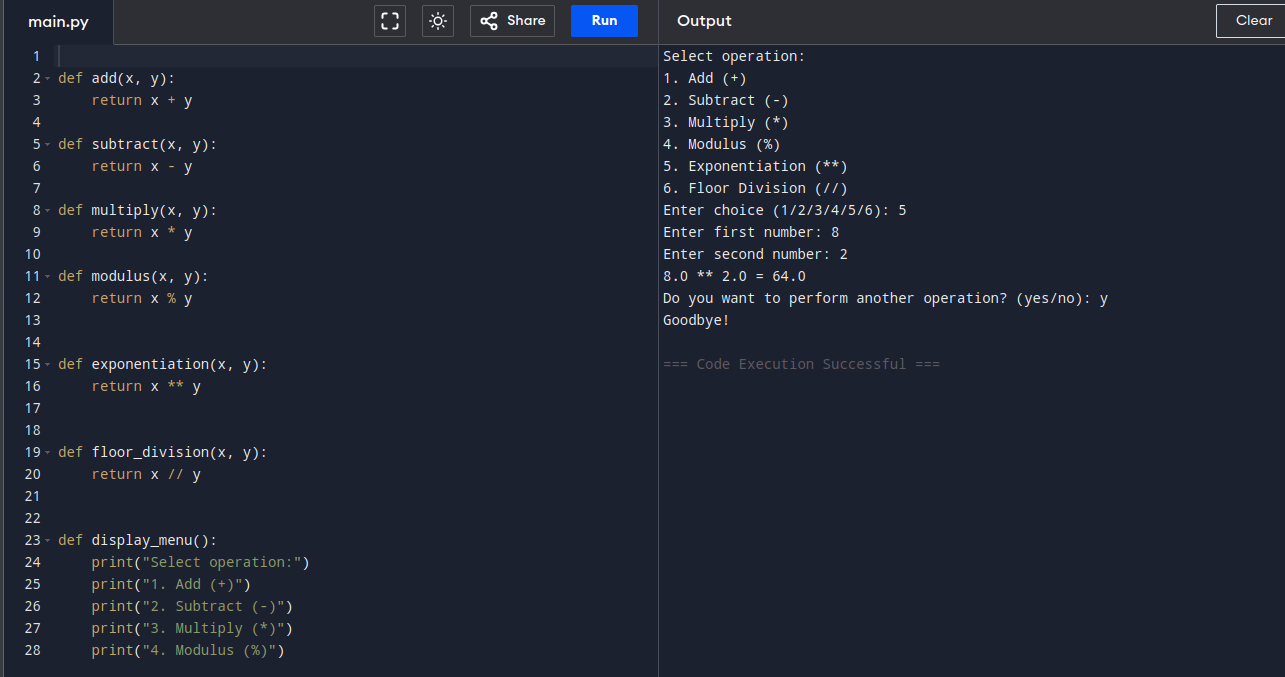 main.py
Share
Run
Output
Clear
1
2 def add(x, y):
3     return x + y
4
5 def subtract(x, y):
6     return x - y
7
8 def multiply(x, y):
9     return x * y
10
11 def modulus(x, y):
12     return x % y
13
14
15 def exponentiation(x, y):
16     return x ** y
17
18
19 def floor_division(x, y):
20     return x // y
21
22
23 def display_menu():
24     print("Select operation:")
25     print("1. Add (+)")
26     print("2. Subtract (-)")
27     print("3. Multiply (*)")
28     print("4. Modulus (%)")
Select operation:
1. Add (+)
2. Subtract (-)
3. Multiply (*)
4. Modulus (%)
5. Exponentiation (**)
6. Floor Division (//)
Enter choice (1/2/3/4/5/6): 5
Enter first number: 8
Enter second number: 2
8.0 ** 2.0 = 64.0
Do you want to perform another operation? (yes/no): y
Goodbye!
=== Code Execution Successful ===